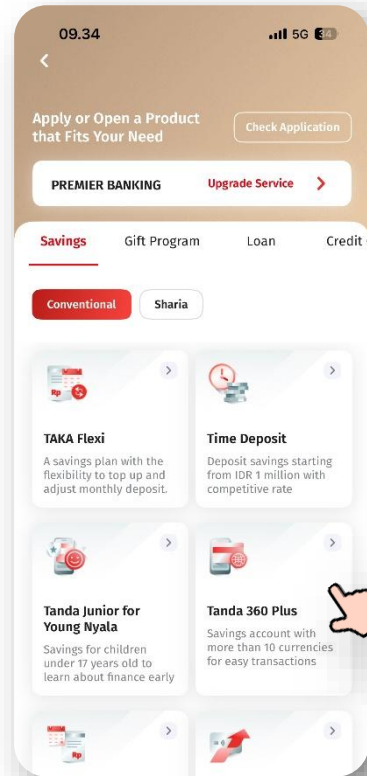 09.34
5G 34
Apply or Open a Product
that Fits Your Need
Check Application
PREMIER BANKING
Upgrade Service
Savings
Gift Program
Loan
Credit
Conventional
Sharia
Rp
TAKA Flexi
A savings plan with the
flexibility to top up and
adjust monthly deposit.
Time Deposit
Deposit savings starting
from IDR 1 million with
competitive rate
Tanda Junior for
Young Nyala
Savings for children
under 17 years old to
learn about finance early
Tanda 360 Plus
Savings account with
more than 10 currencies
for easy transactions
Rp